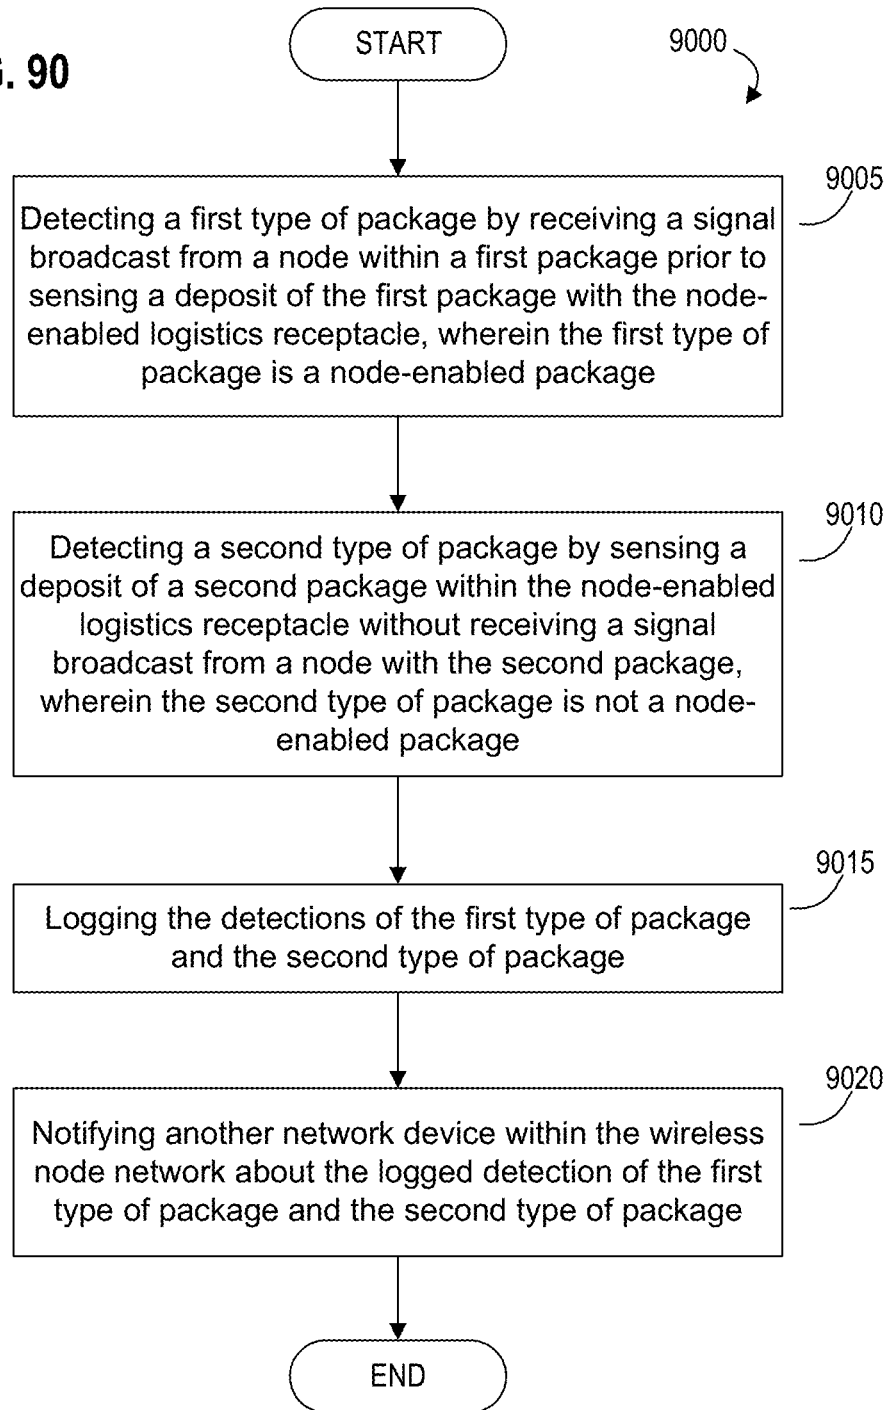 START
9000
G. 90
9005
Detecting a first type of package by receiving a signal
broadcast from a node within a first package prior to
sensing a deposit of the first package with the node-
enabled logistics receptacle, wherein the first type of
package is a node-enabled package
9010
Detecting a second type of package by sensing a
deposit of a second package within the node-enabled
logistics receptacle without receiving a signal
broadcast from a node with the second package,
wherein the second type of package is not a node-
enabled package
9015
Logging the detections of the first type of package
and the second type of package
9020
Notifying another network device within the wireless
node network about the logged detection of the first
type of package and the second type of package
END